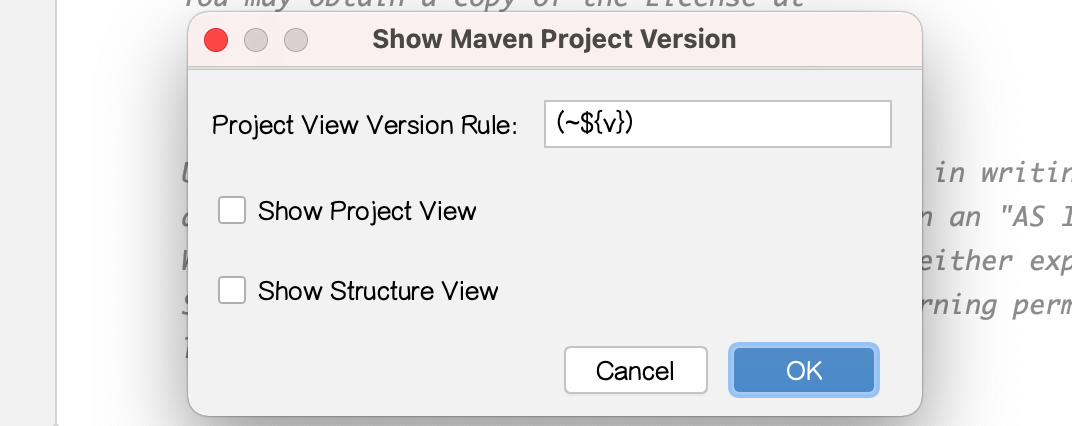 You may obtain a copy of the License at
Show Maven Project Version
Project View Version Rule: (~${v})
in writin
Show Project View
an "AS I
either exp
Show Structure View
rning perm
Cancel OK